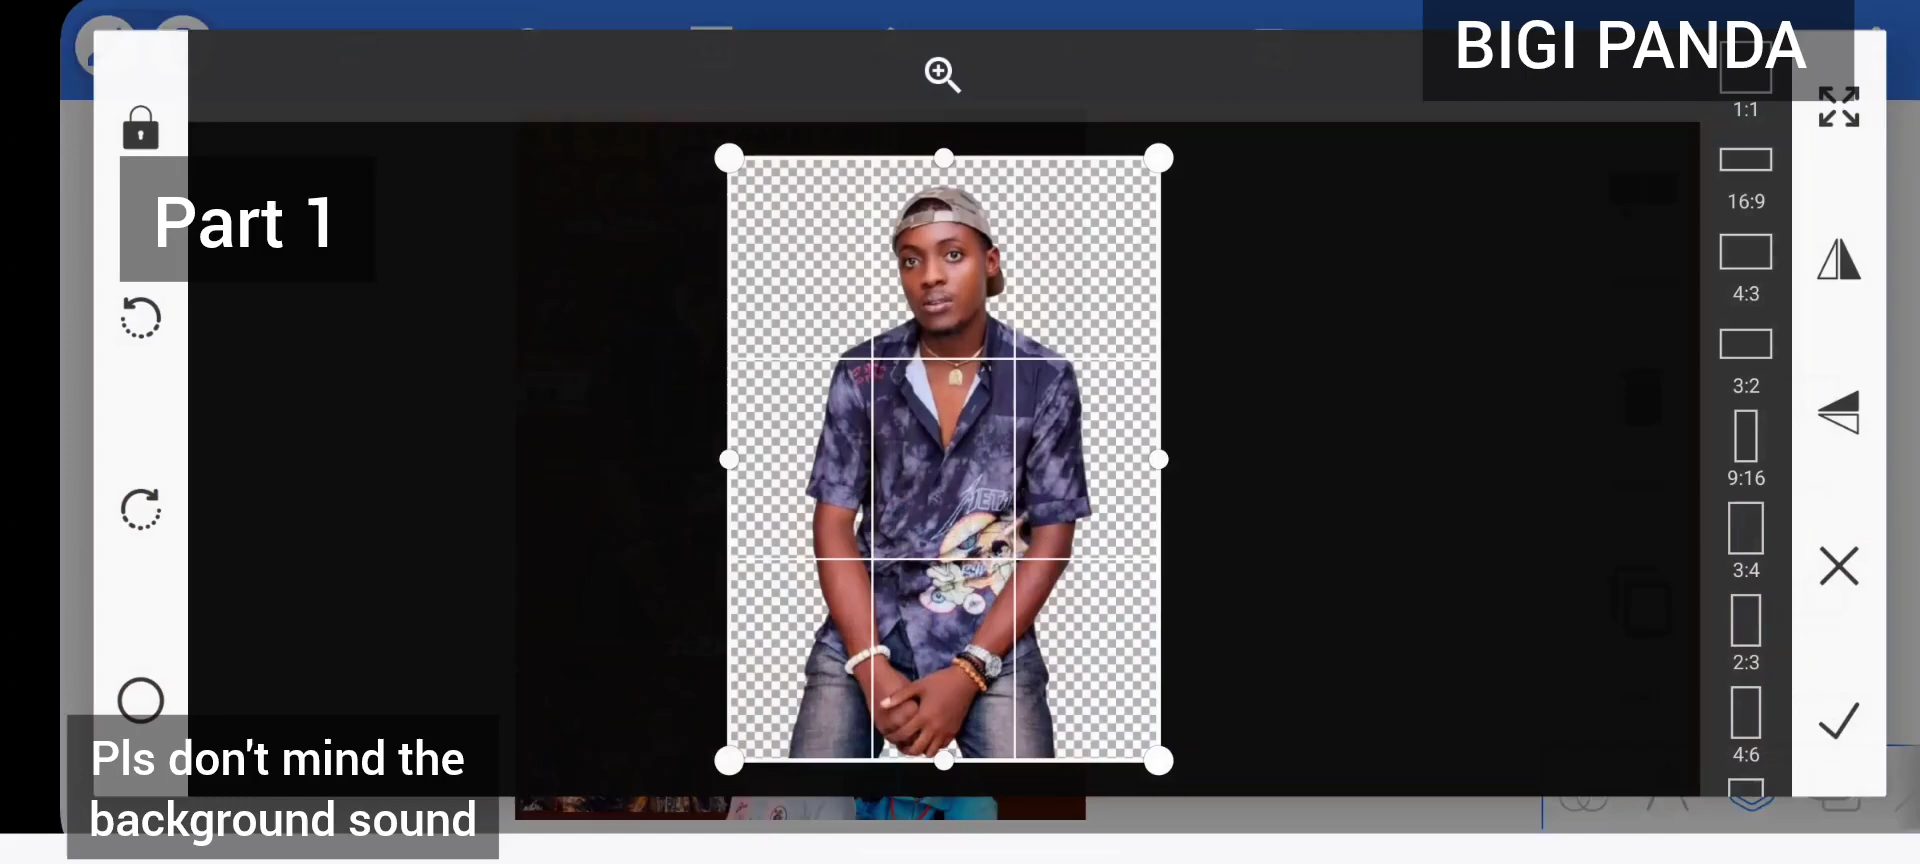 BIGI PANDA
Part 1
1:1
16:9
4:3
3:2
9:16
3:4
2:3
4:6
Pls don't mind the
background sound